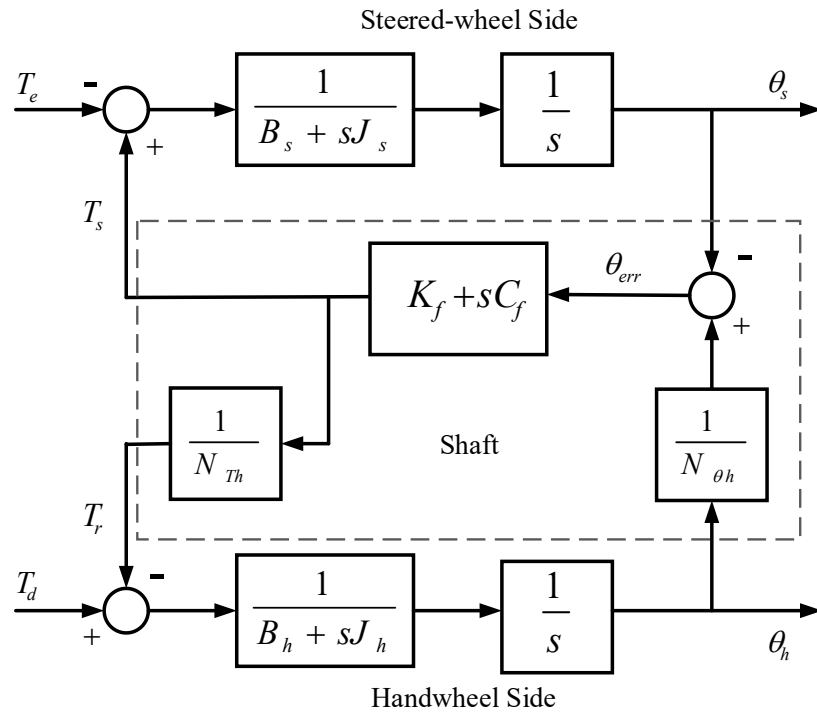 Steered-wheel Side
T_e
-
+
1
B_s + sJ_s
1
s
θ_s
T_s
K_f + sC_f
θ_err
-
+
1
N_Th
Shaft
1
N_θh
T_r
T_d
-
+
1
B_h + sJ_h
1
s
θ_h
Handwheel Side